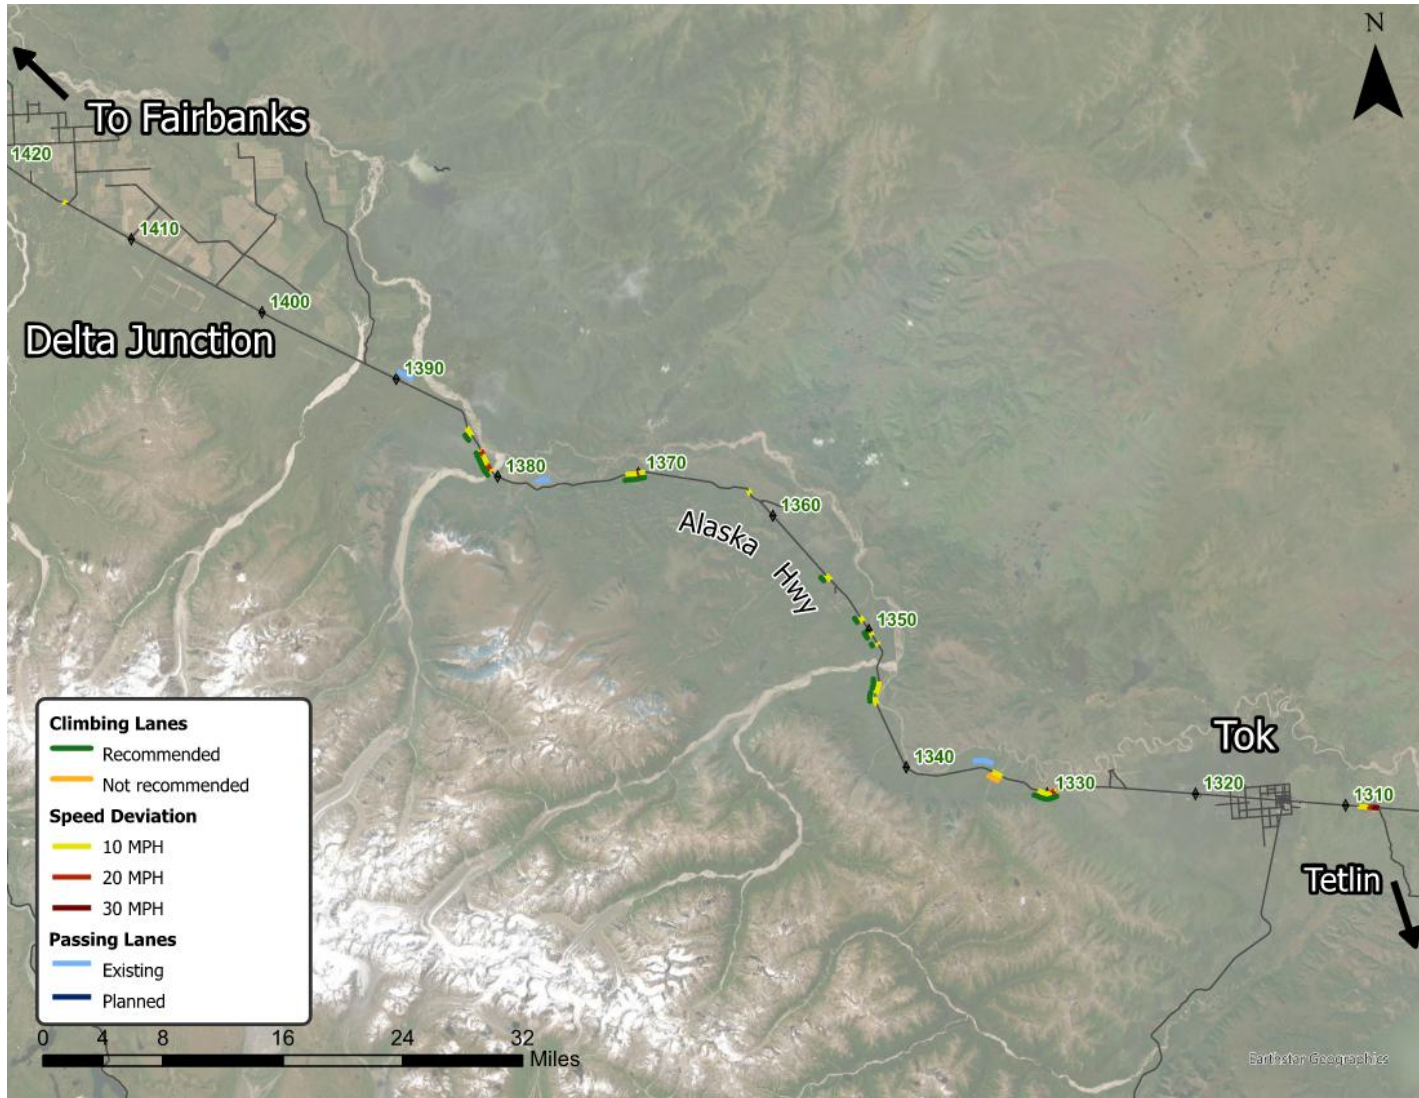 N
To Fairbanks
1420
1410
1400
Delta Junction
1390
1380
1370
1360
Alaska
Hwy
1350
1340
1330
Tok
1320
1310
Tetlin
Climbing Lanes
Recommended
Not recommended
Speed Deviation
10 MPH
20 MPH
30 MPH
Passing Lanes
Existing
Planned
0 4 8 16 24 32
Miles
Earthstar Geographics